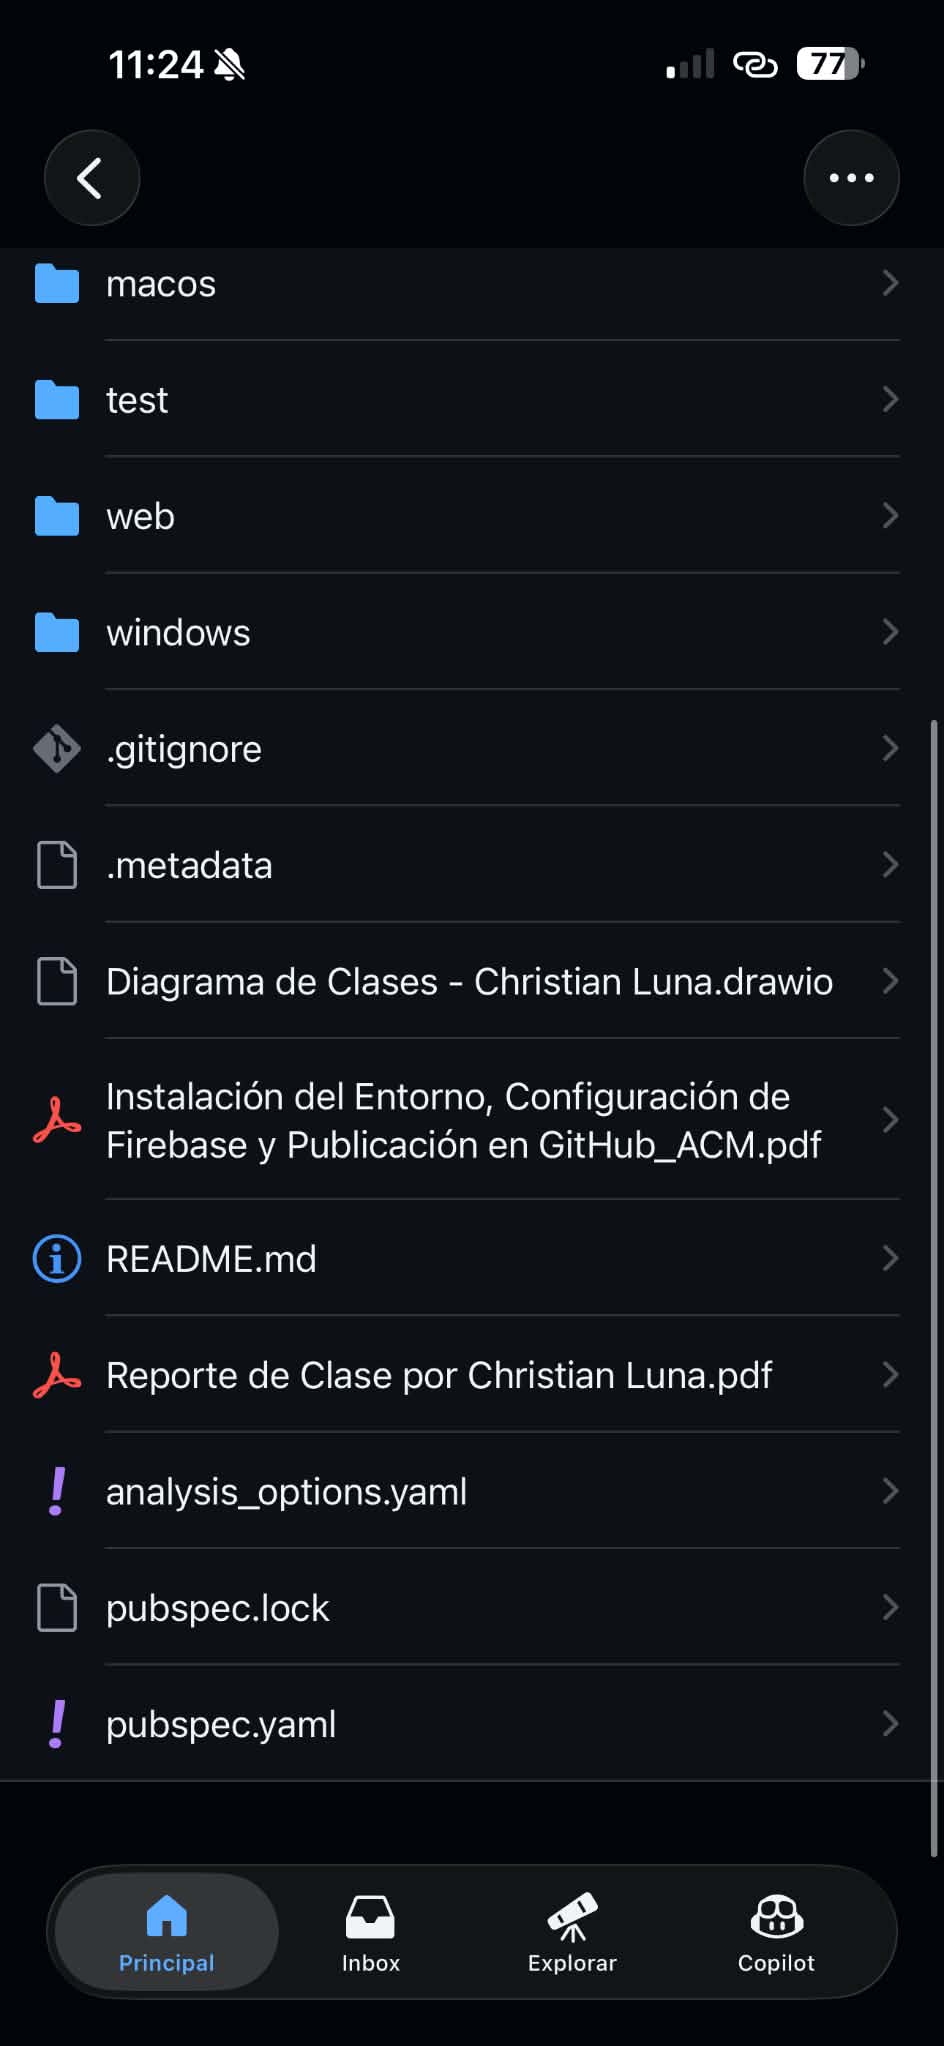 11:24
77
macos
test
web
windows
.gitignore
.metadata
Diagrama de Clases - Christian Luna.drawio
Instalación del Entorno, Configuración de
Firebase y Publicación en GitHub_ACM.pdf
README.md
Reporte de Clase por Christian Luna.pdf
analysis_options.yaml
pubspec.lock
pubspec.yaml
Principal
Inbox
Explorar
Copilot